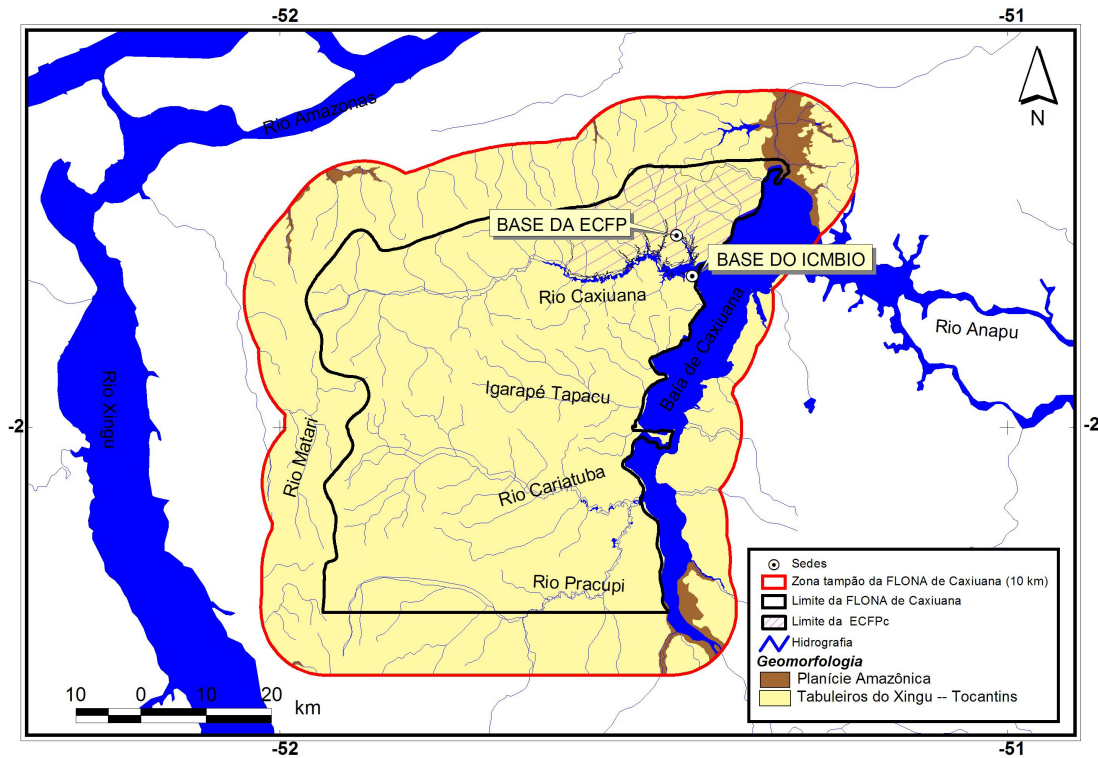 -52
-51
Rio Amazonas
N
BASE DA ECFP
BASE DO ICMBIO
Rio Caxiuana
Rio Anapu
Baía de Caxiuana
Rio Xingu
Igarapé Tapacu
-2
-2
Rio Matari
Rio Cariatuba
Rio Pracupi
Sedes
Zona tampão da FLONA de Caxiuana (10 km)
Limite da FLONA de Caxiuana
Limite da ECFPc
Hidrografia
Geomorfologia
Planície Amazônica
Tabuleiros do Xingu -- Tocantins
10 0 10 20
km
-52
-51